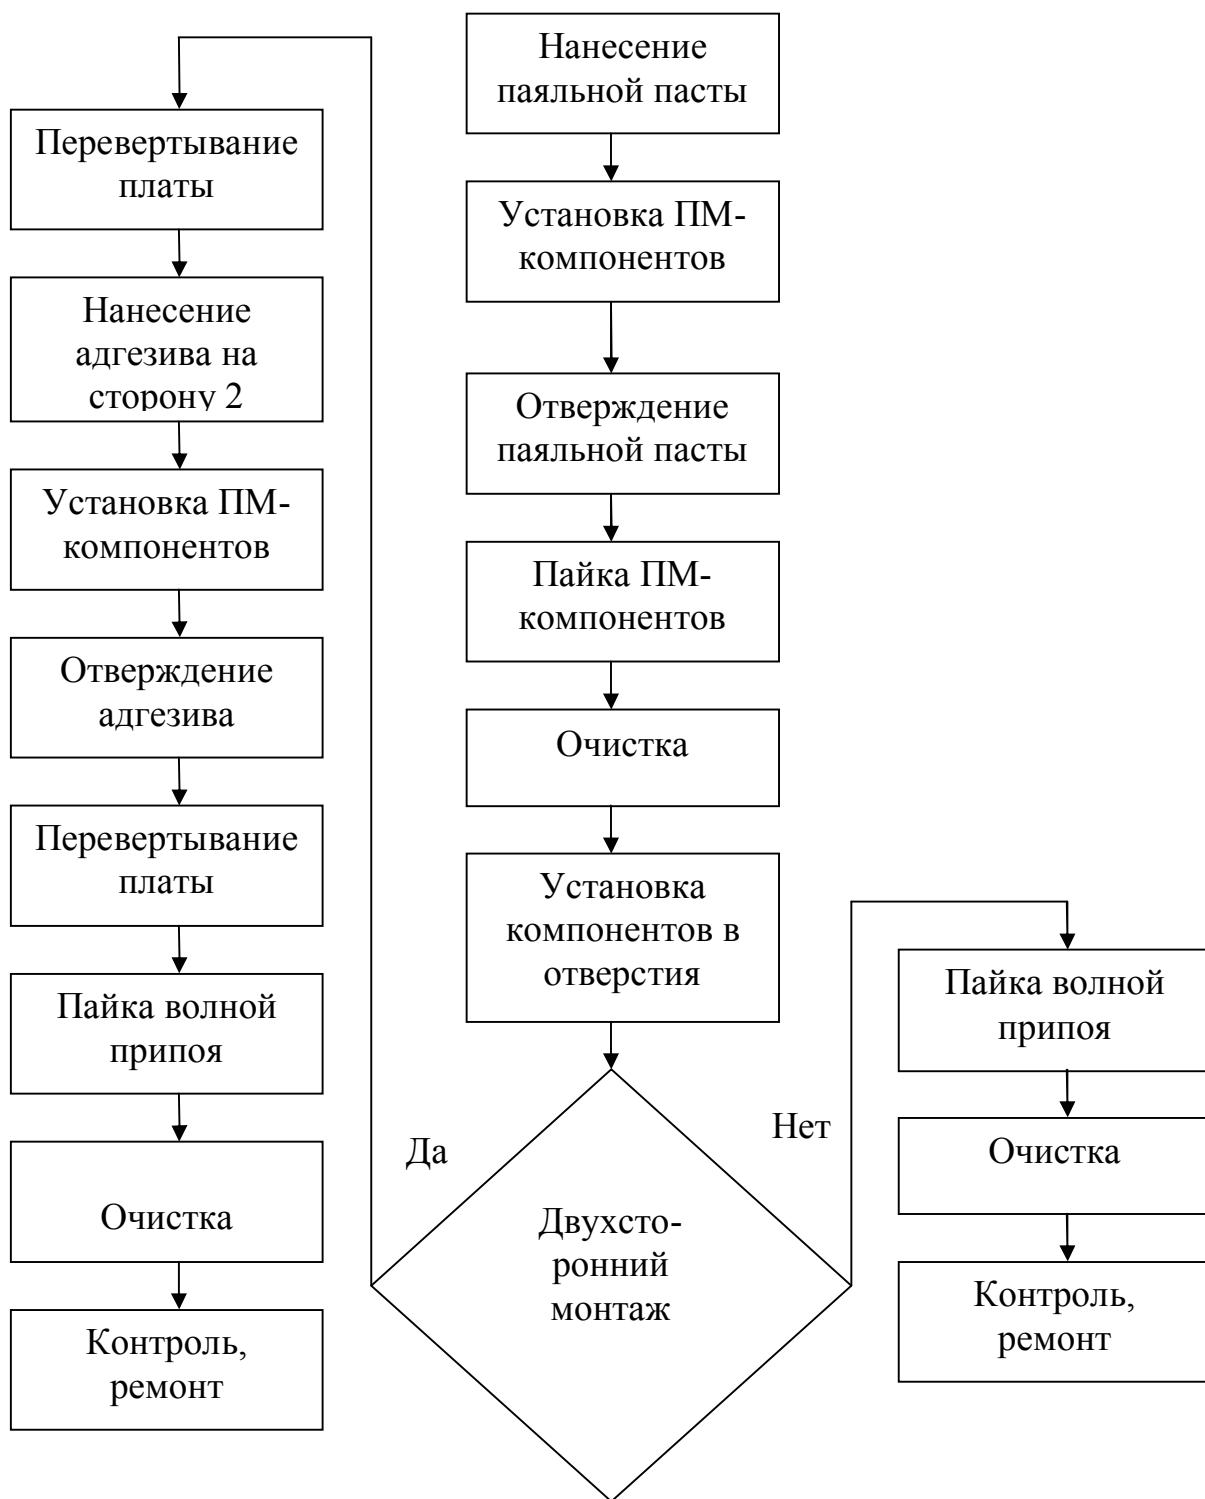 Нанесение
паяльной пасты
Установка ПМ-
компонентов
Отверждение
паяльной пасты
Пайка ПМ-
компонентов
Очистка
Установка
компонентов в
отверстия
Двухсто-
ронний
монтаж
Да
Нет
Перевертывание
платы
Нанесение
адгезива на
сторону 2
Установка ПМ-
компонентов
Отверждение
адгезива
Перевертывание
платы
Пайка волной
припоя
Очистка
Контроль,
ремонт
Пайка волной
припоя
Очистка
Контроль,
ремонт